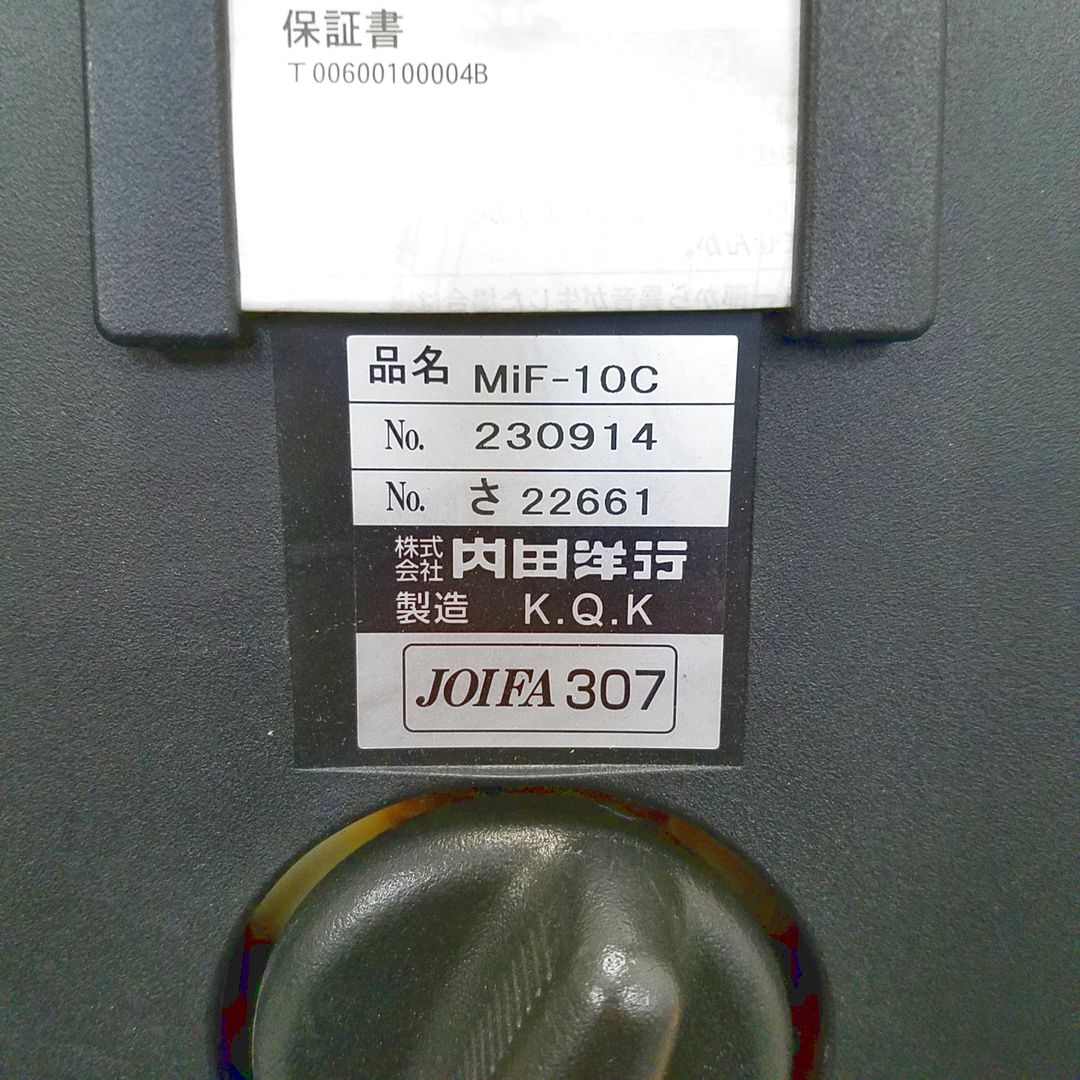 保証書
T00600100004B
品名 MiF-10C
No. 230914
No. さ 22661
株式会社 内田洋行
製造 K.Q.K
JOIFA 307